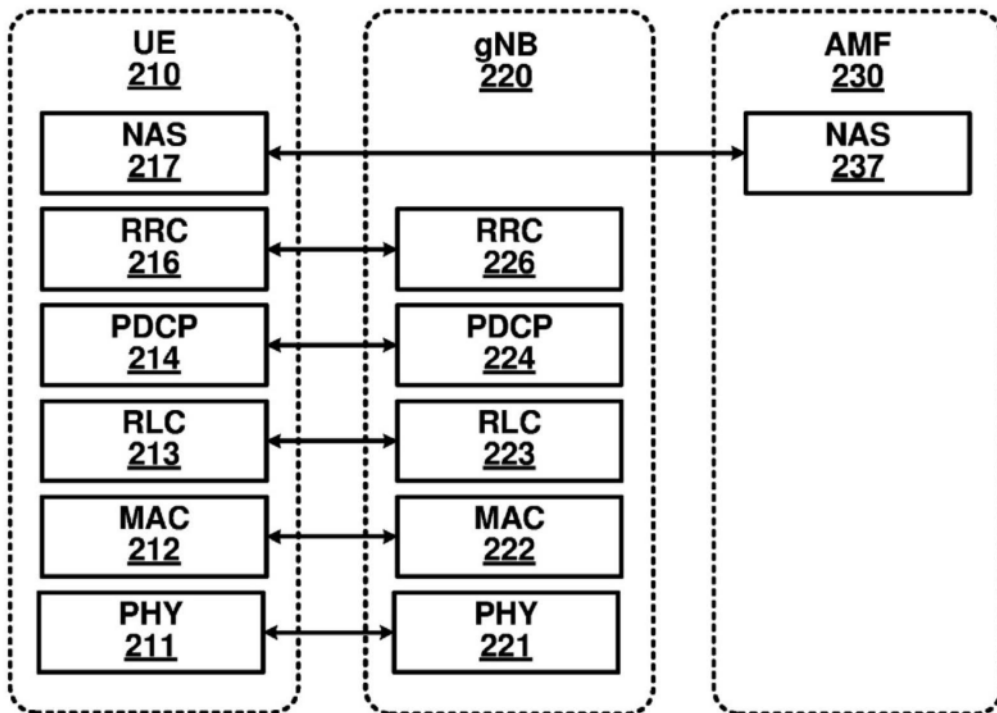 UE
210
gNB
220
AMF
230
NAS
217
NAS
237
RRC
216
RRC
226
PDCP
214
PDCP
224
RLC
213
RLC
223
MAC
212
MAC
222
PHY
211
PHY
221